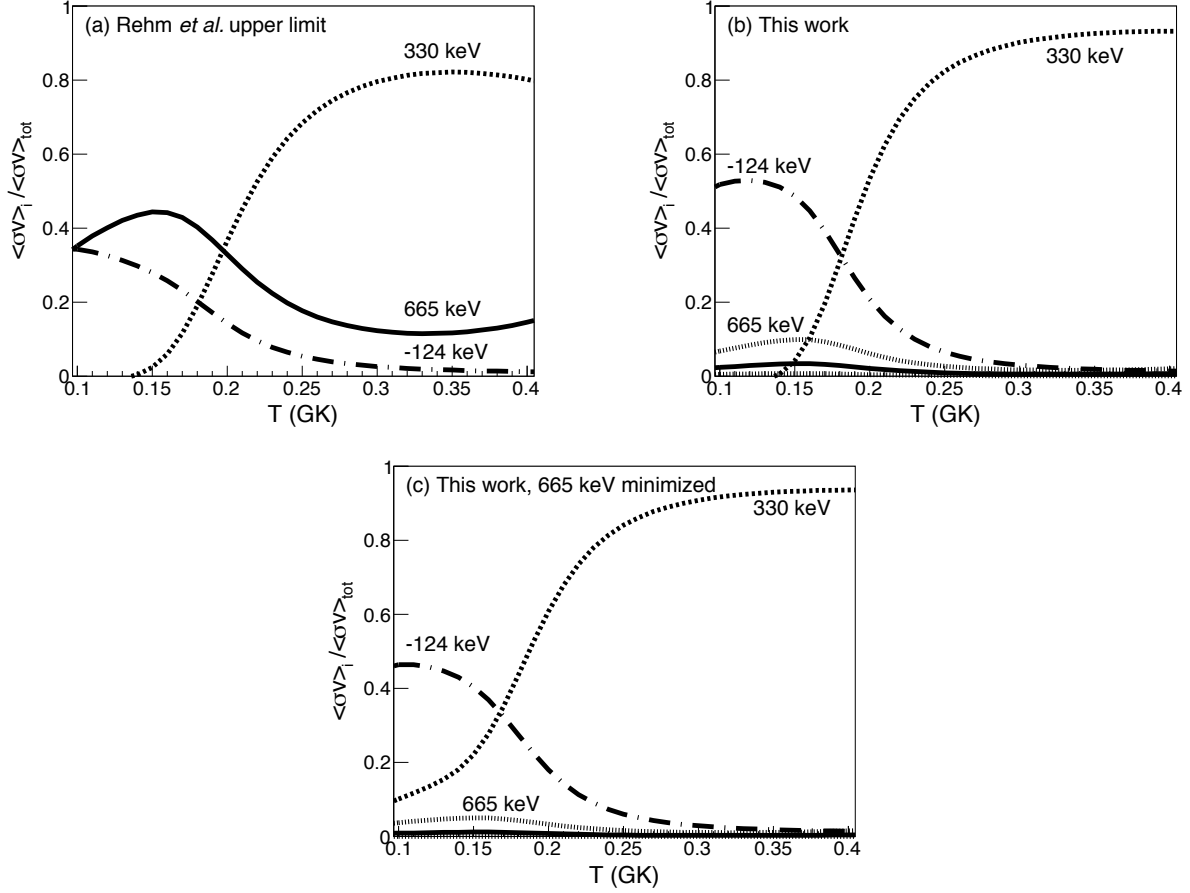 (a) Rehm et al. upper limit
1
0.8
0.6
0.4
0.2
0
<σv>i /<σv>tot
330 keV
665 keV
-124 keV
0.1 0.15 0.2 0.25 0.3 0.35 0.4
T (GK)
(b) This work
1
0.8
0.6
0.4
0.2
0
<σv>i /<σv>tot
330 keV
-124 keV
665 keV
0.1 0.15 0.2 0.25 0.3 0.35 0.4
T (GK)
(c) This work, 665 keV minimized
1
0.8
0.6
0.4
0.2
0
<σv>i /<σv>tot
330 keV
-124 keV
665 keV
0.1 0.15 0.2 0.25 0.3 0.35 0.4
T (GK)